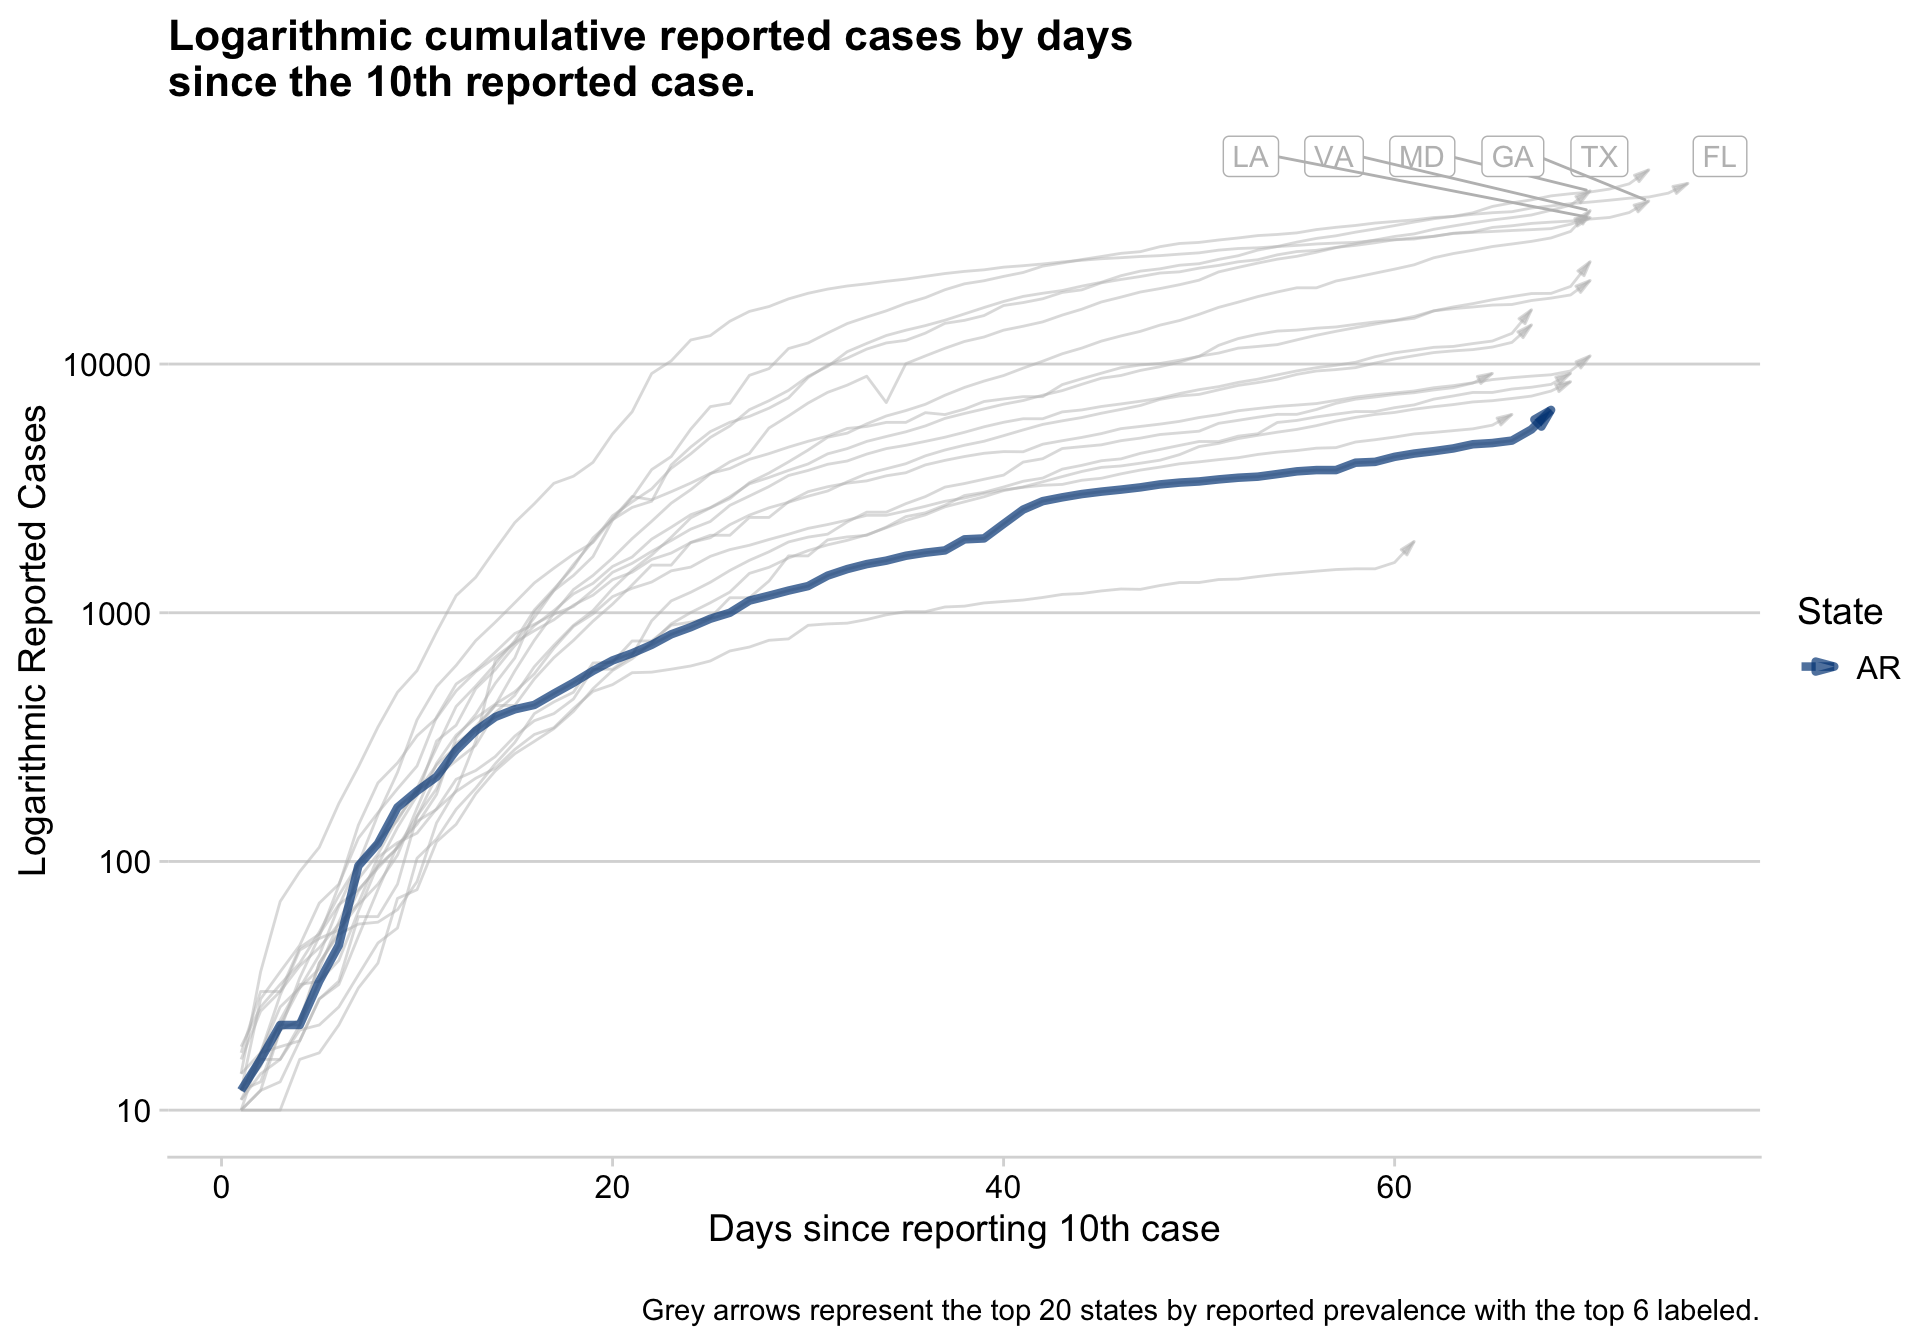 Logarithmic cumulative reported cases by days
since the 10th reported case.
LA VA MD GA TX FL
10000
1000
100
10
Logarithmic Reported Cases
0 20 40 60
Days since reporting 10th case
State
AR
Grey arrows represent the top 20 states by reported prevalence with the top 6 labeled.